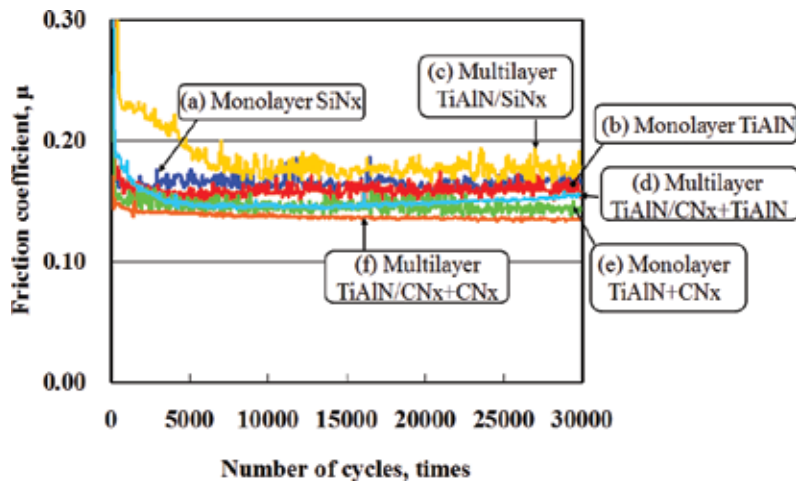 0.30
(c) Multilayer
TiAlN/SiNx
(a) Monolayer SiNx
(b) Monolayer TiAlN
0.20
(d) Multilayer
TiAlN/CNx+TiAlN
(e) Monolayer
TiAlN+CNx
(f) Multilayer
TiAlN/CNx+CNx
0.10
0.00
Friction coefficient, μ
0 5000 10000 15000 20000 25000 30000
Number of cycles, times